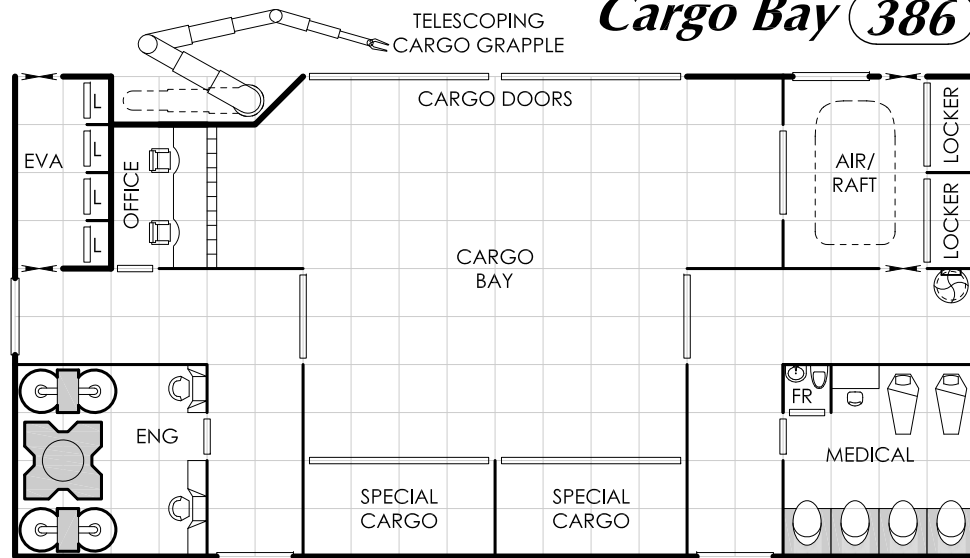 Cargo Bay 386
TELESCOPING
CARGO GRAPPLE
CARGO DOORS
L
L
L
L
EVA
OFFICE
AIR/
RAFT
LOCKER
LOCKER
CARGO
BAY
ENG
FR
MEDICAL
SPECIAL
CARGO
SPECIAL
CARGO